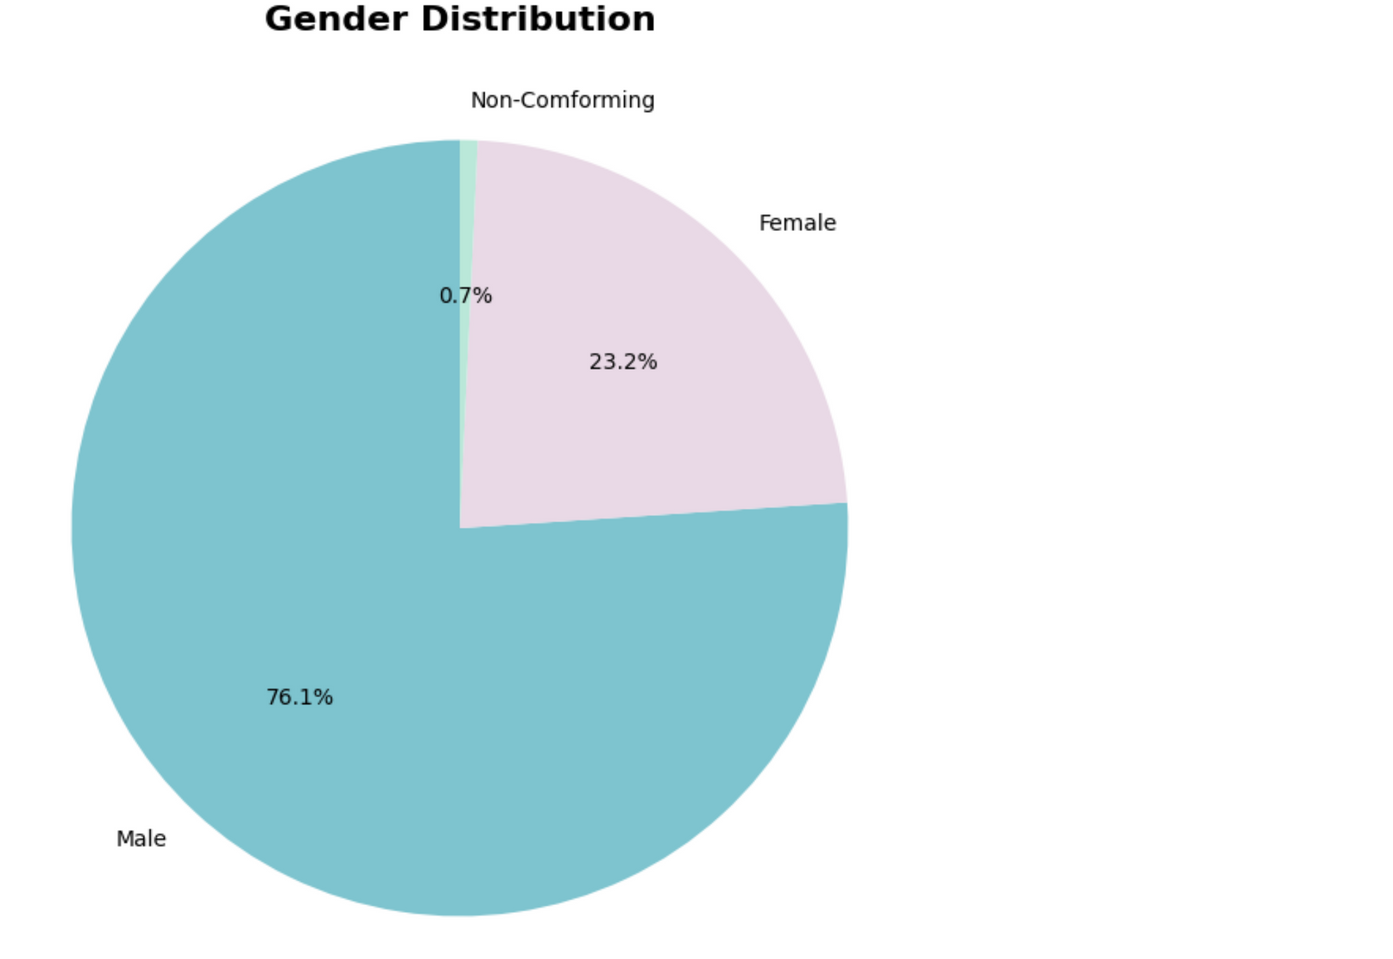 Gender Distribution
Non-Comforming
Female
0.7%
23.2%
76.1%
Male